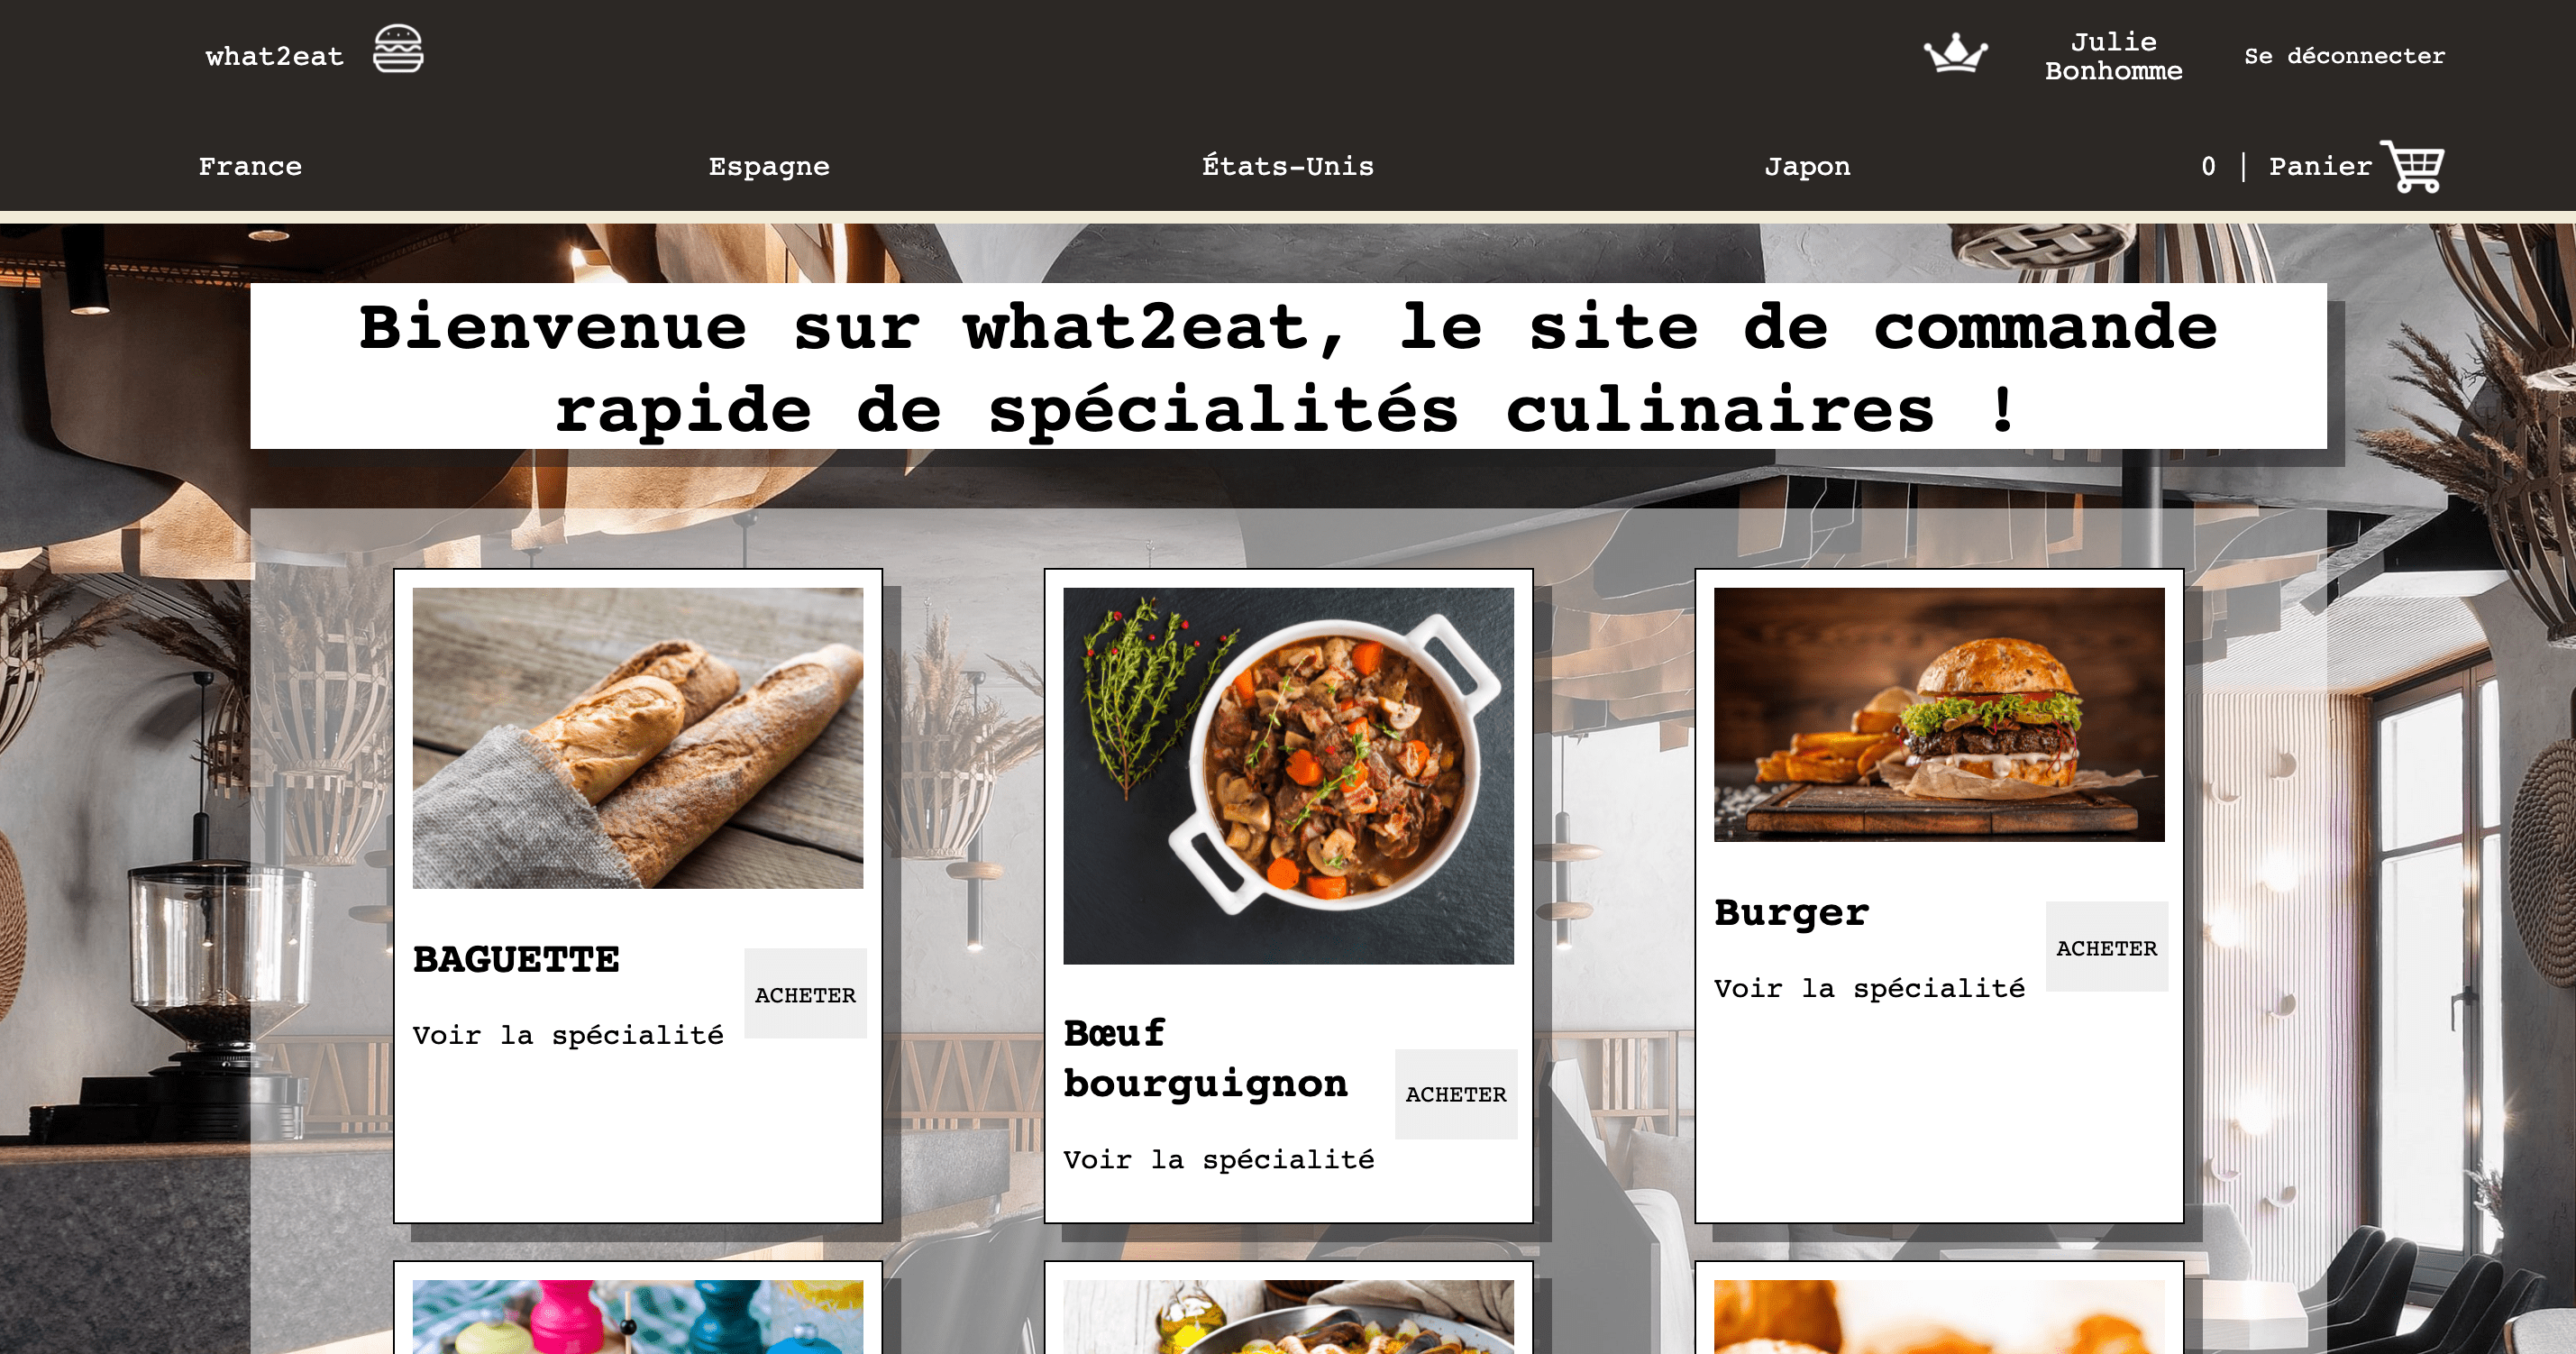 what2eat
Julie
Bonhomme
Se déconnecter
France
Espagne
États-Unis
Japon
0 | Panier
Bienvenue sur what2eat, le site de commande
rapide de spécialités culinaires !
BAGUETTE
ACHETER
Voir la spécialité
Bœuf
bourguignon
ACHETER
Voir la spécialité
Burger
ACHETER
Voir la spécialité